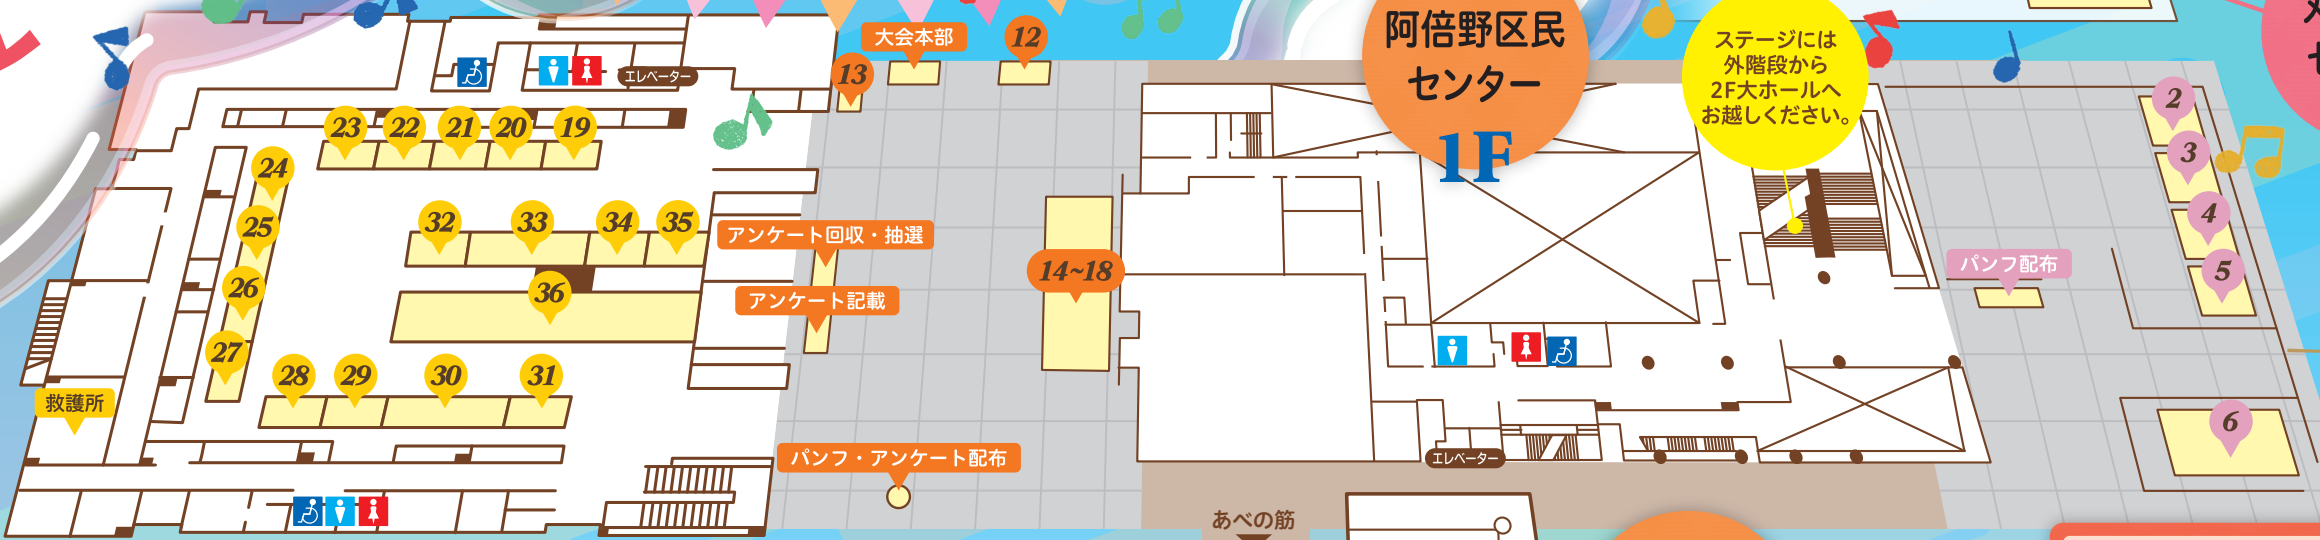 大会本部
12
13
エレベーター
23
22
21
20
19
24
25
26
27
32
33
34
35
36
28
29
30
31
救護所
アンケート回収・抽選
アンケート記載
パンフ・アンケート配布
14~18
阿倍野区民
センター
1F
ステージには
外階段から
2F大ホールへ
お越しください。
エレベーター
あべの筋
パンフ配布
2
3
4
5
6